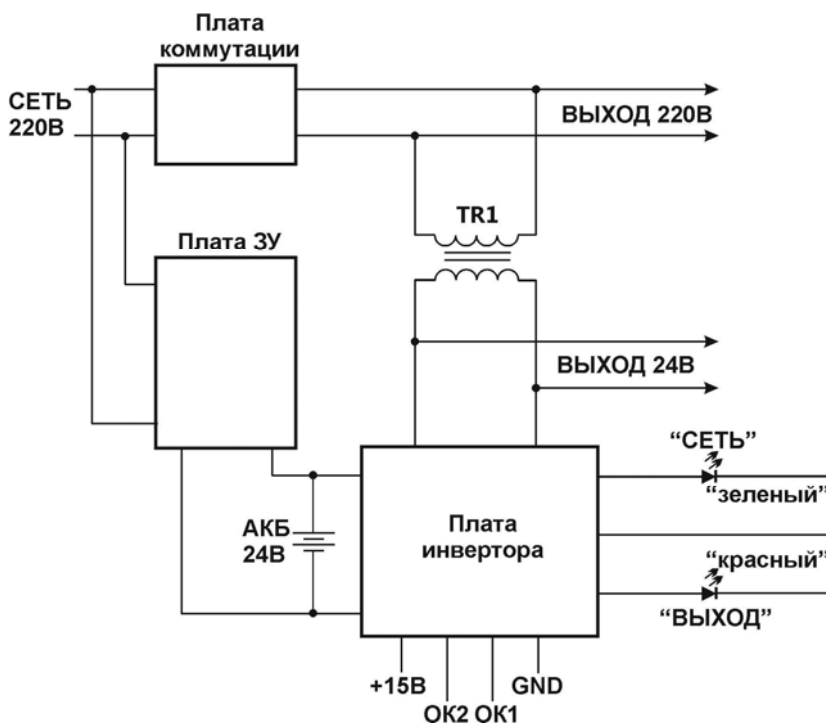 Плата
коммутации
СЕТЬ
220В
ВЫХОД 220В
TR1
Плата ЗУ
ВЫХОД 24В
“СЕТЬ”
“зеленый”
АКБ
24В
Плата
инвертора
“красный”
“ВЫХОД”
+15В
ОК2
ОК1
GND